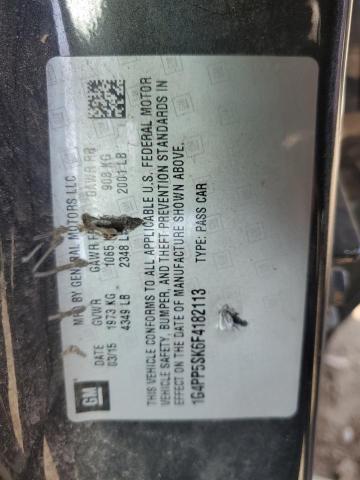 MFD BY GENERAL MOTORS LLC
DATE GVWR GAWR FR GAWR RR
03/15 1973 KG 1065 908 KG
4349 LB 2348 L 2001 LB
THIS VEHICLE CONFORMS TO ALL APPLICABLE U.S. FEDERAL MOTOR
VEHICLE SAFETY, BUMPER, AND THEFT PREVENTION STANDARDS IN
EFFECT ON THE DATE OF MANUFACTURE SHOWN ABOVE.
1G4PP5SK6F4182113 TYPE: PASS CAR
GM